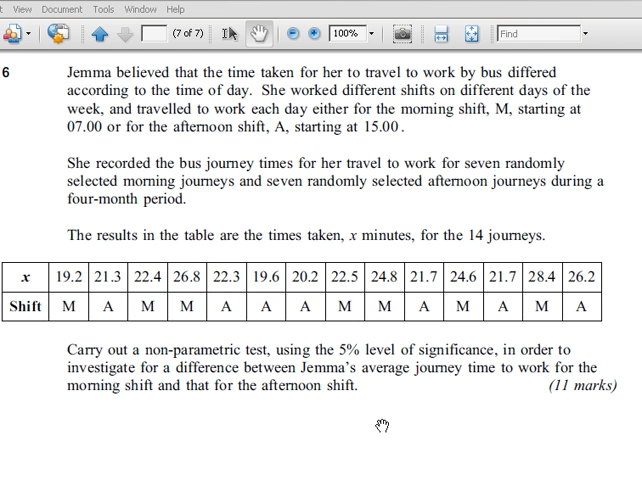 t View Document Tools Window Help
(7 of 7) 100% Find
6 Jemma believed that the time taken for her to travel to work by bus differed
according to the time of day. She worked different shifts on different days of the
week, and travelled to work each day either for the morning shift, M, starting at
07.00 or for the afternoon shift, A, starting at 15.00.
She recorded the bus journey times for her travel to work for seven randomly
selected morning journeys and seven randomly selected afternoon journeys during a
four-month period.
The results in the table are the times taken, x minutes, for the 14 journeys.
x 19.2 21.3 22.4 26.8 22.3 19.6 20.2 22.5 24.8 21.7 24.6 21.7 28.4 26.2
Shift M A M M A A A M M A M A M A
Carry out a non-parametric test, using the 5% level of significance, in order to
investigate for a difference between Jemma's average journey time to work for the
morning shift and that for the afternoon shift. (11 marks)